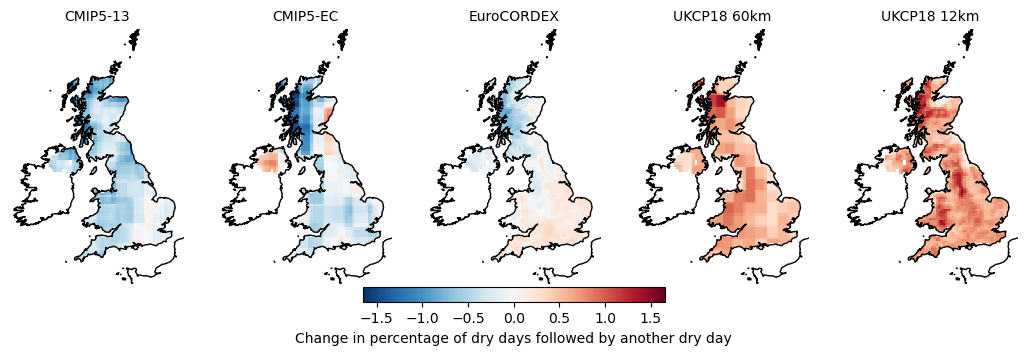 CMIP5-13 CMIP5-EC EuroCORDEX UKCP18 60km UKCP18 12km
−1.5 −1.0 −0.5 0.0 0.5 1.0 1.5
Change in percentage of dry days followed by another dry day